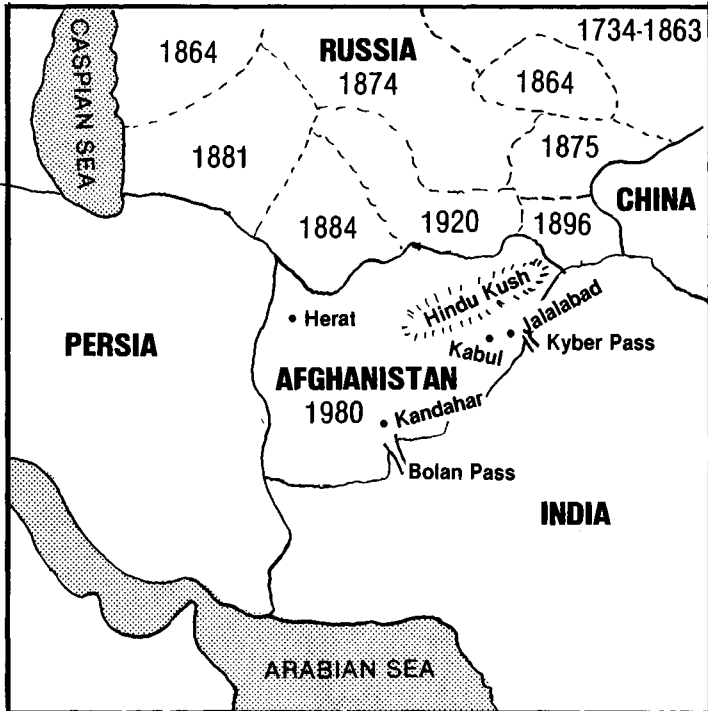 1734-1863
CASPIAN SEA
1864
RUSSIA
1874
1864
1875
1881
CHINA
1884
1920
1896
Hindu Kush
Herat
Jalalabad
PERSIA
Kabul
Kyber Pass
AFGHANISTAN
1980
Kandahar
Bolan Pass
INDIA
ARABIAN SEA